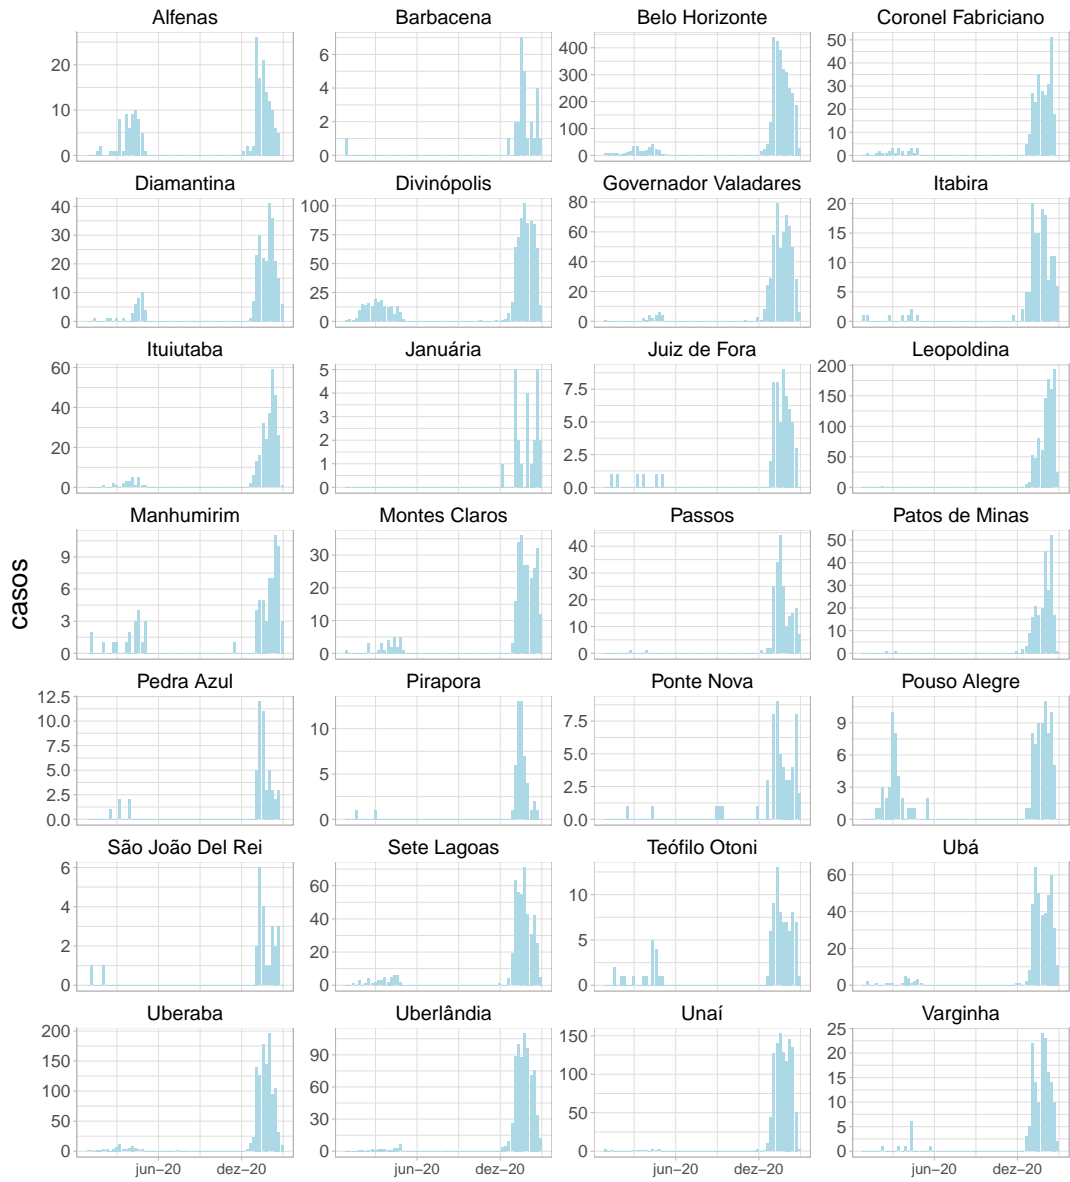 Alfenas Barbacena Belo Horizonte Coronel Fabriciano
20 10 0
6 4 2 0
400 300 200 100 0
50 40 30 20 10 0
Diamantina Divinópolis Governador Valadares Itabira
40 30 20 10 0
100 75 50 25 0
80 60 40 20 0
20 15 10 5 0
Ituiutaba Januária Juiz de Fora Leopoldina
60 40 20 0
5 4 3 2 1 0
7.5 5.0 2.5 0.0
200 150 100 50 0
Manhumirim Montes Claros Passos Patos de Minas
9 6 3 0
30 20 10 0
40 30 20 10 0
50 40 30 20 10 0
casos
Pedra Azul Pirapora Ponte Nova Pouso Alegre
12.5 10.0 7.5 5.0 2.5 0.0
10 5 0
7.5 5.0 2.5 0.0
9 6 3 0
São João Del Rei Sete Lagoas Teófilo Otoni Ubá
6 4 2 0
60 40 20 0
10 5 0
60 40 20 0
Uberaba Uberlândia Unaí Varginha
200 150 100 50 0
90 60 30 0
150 100 50 0
25 20 15 10 5 0
jun−20 dez−20 jun−20 dez−20 jun−20 dez−20 jun−20 dez−20